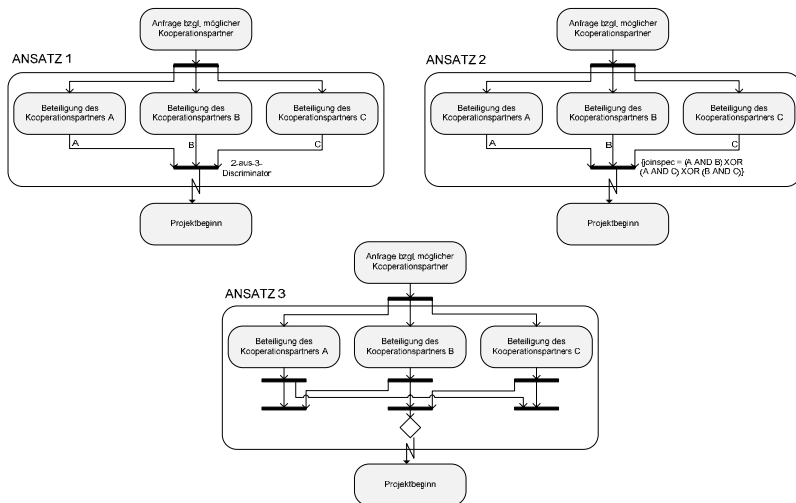 Anfrage bzgl. möglicher
Kooperationspartner
ANSATZ 1
Beteiligung des
Kooperationspartners A
Beteiligung des
Kooperationspartners B
Beteiligung des
Kooperationspartners C
A
B
C
2-aus-3-
Discriminator
Projektbeginn
Anfrage bzgl. möglicher
Kooperationspartner
ANSATZ 2
Beteiligung des
Kooperationspartners A
Beteiligung des
Kooperationspartners B
Beteiligung des
Kooperationspartners C
A
B
C
{joinspec = (A AND B) XOR
(A AND C) XOR (B AND C)}
Projektbeginn
Anfrage bzgl. möglicher
Kooperationspartner
ANSATZ 3
Beteiligung des
Kooperationspartners A
Beteiligung des
Kooperationspartners B
Beteiligung des
Kooperationspartners C
Projektbeginn